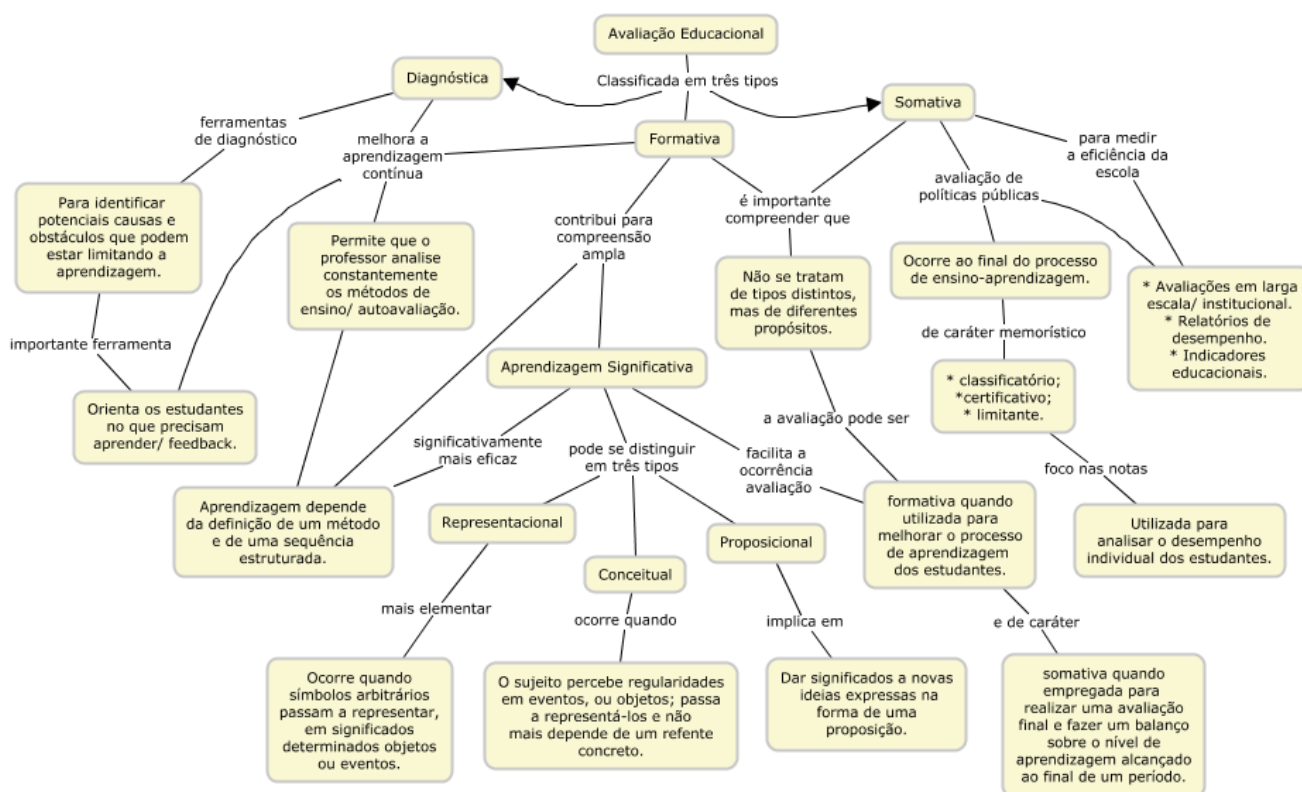 Avaliação Educacional
Classificada em três tipos
Diagnóstica
Somativa
Formativa
ferramentas
de diagnóstico
melhora a
aprendizagem
contínua
para medir
a eficiência da
escola
avaliação de
políticas públicas
é importante
compreender que
contribui para
compreensão
ampla
Para identificar
potenciais causas e
obstáculos que podem
estar limitando a
aprendizagem.
Permite que o
professor analise
constantemente
os métodos de
ensino/ autoavaliação.
Não se tratam
de tipos distintos,
mas de diferentes
propósitos.
Ocorre ao final do processo
de ensino-aprendizagem.
* Avaliações em larga
escala/ institucional.
* Relatórios de
desempenho.
* Indicadores
educacionais.
importante ferramenta
de caráter memorístico
Aprendizagem Significativa
* classificatório;
*certificativo;
* limitante.
Orienta os estudantes
no que precisam
aprender/ feedback.
significativamente
mais eficaz
pode se distinguir
em três tipos
facilita a
ocorrência
avaliação
a avaliação pode ser
foco nas notas
Aprendizagem depende
da definição de um método
e de uma sequência
estruturada.
Representacional
Conceitual
Proposicional
formativa quando
utilizada para
melhorar o processo
de aprendizagem
dos estudantes.
Utilizada para
analisar o desempenho
individual dos estudantes.
mais elementar
ocorre quando
implica em
e de caráter
Ocorre quando
símbolos arbitrários
passam a representar,
em significados
determinados objetos
ou eventos.
O sujeito percebe regularidades
em eventos, ou objetos; passa
a representá-los e não
mais depende de um refente
concreto.
Dar significados a novas
ideias expressas na
forma de uma
proposição.
somativa quando
empregada para
realizar uma avaliação
final e fazer um balanço
sobre o nível de
aprendizagem alcançado
ao final de um período.